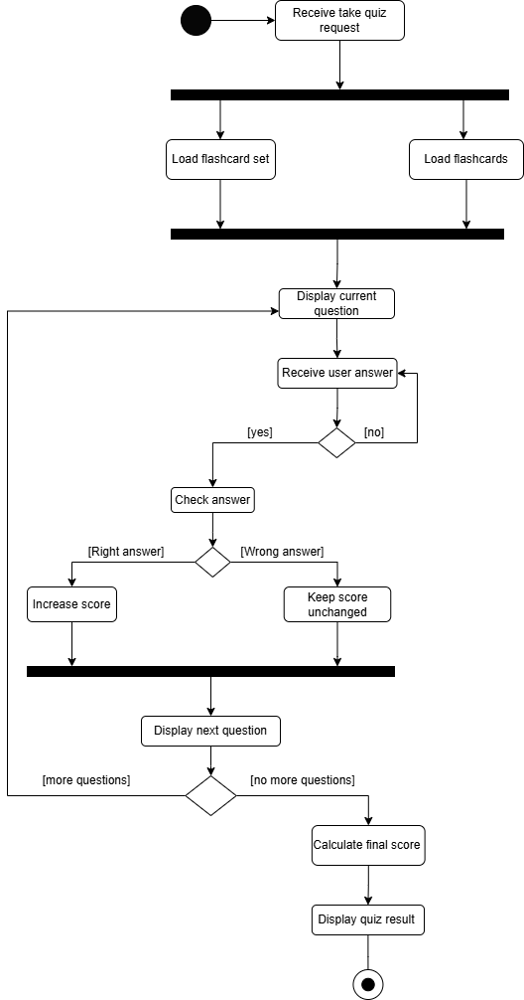 Receive take quiz
request
Load flashcard set
Load flashcards
Display current
question
Receive user answer
[yes]
[no]
Check answer
[Right answer]
[Wrong answer]
Increase score
Keep score
unchanged
Display next question
[more questions]
[no more questions]
Calculate final score
Display quiz result